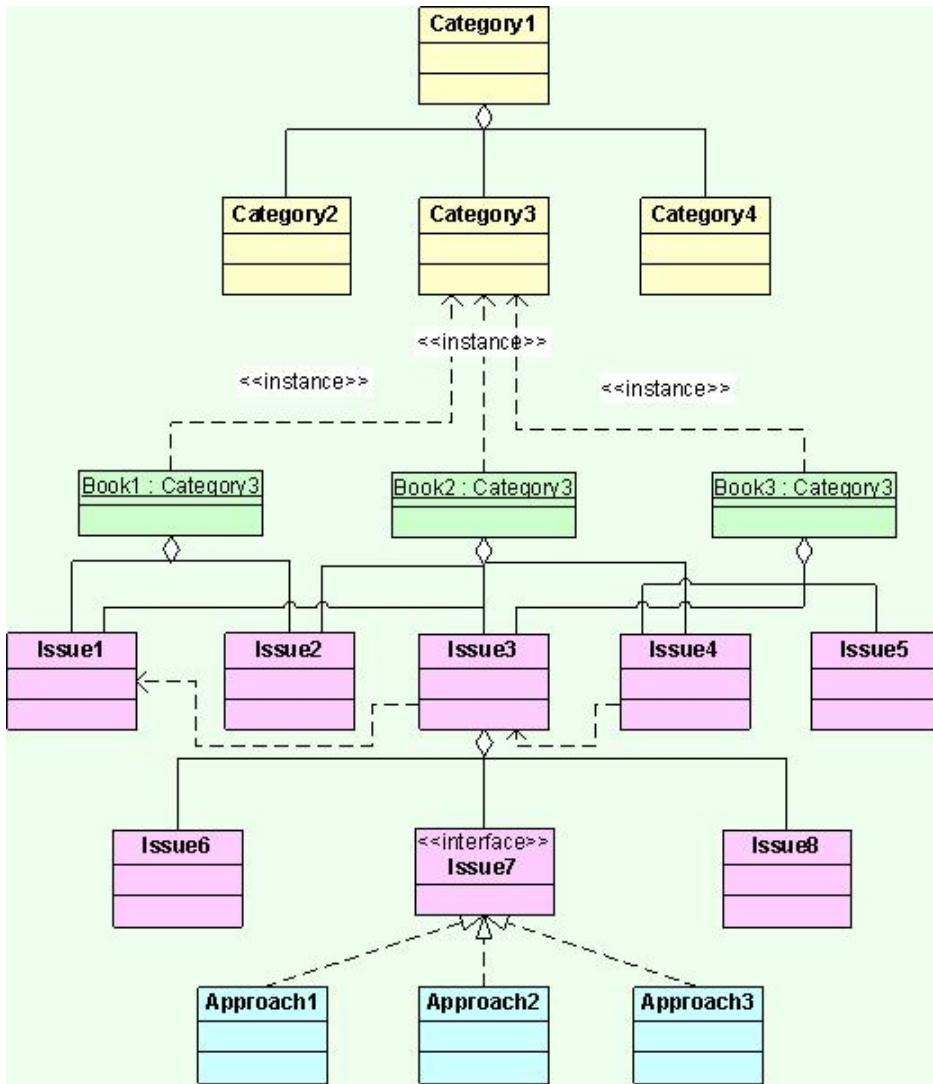 Category1
Category2
Category3
Category4
<<instance>>
<<instance>>
<<instance>>
Book1 : Category3
Book2 : Category3
Book3 : Category3
Issue1
Issue2
Issue3
Issue4
Issue5
Issue6
<<interface>>
Issue7
Issue8
Approach1
Approach2
Approach3